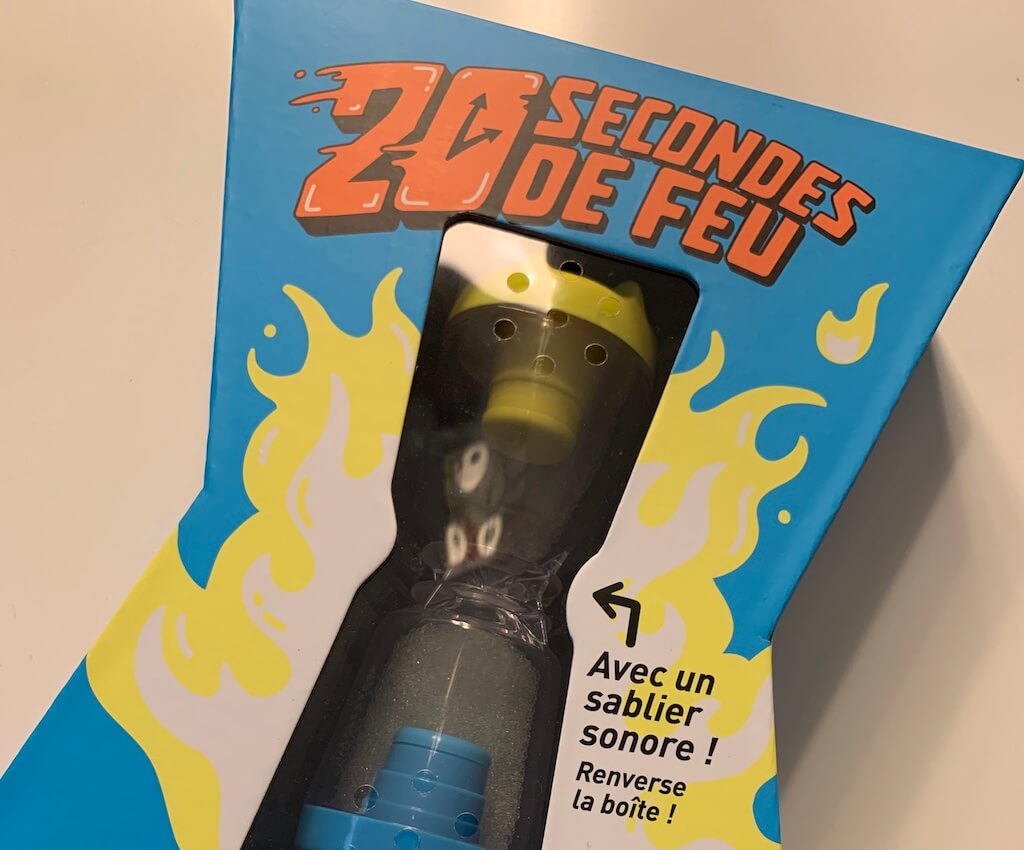 20 SECONDES
DE FEU
Avec un
sablier
sonore !
Renverse
la boîte !